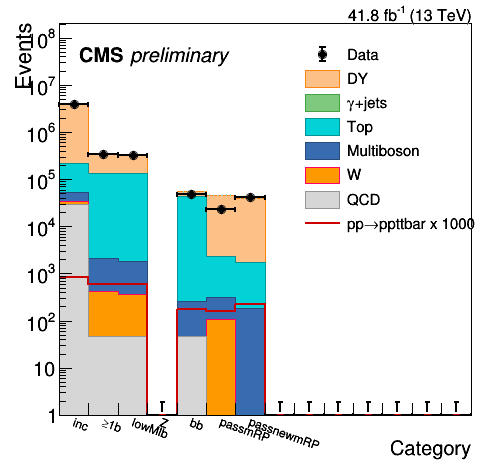 41.8 fb⁻¹ (13 TeV)
Events
CMS preliminary
Data
DY
γ+jets
Top
Multiboson
W
QCD
pp→ppttbar x 1000
10⁸
10⁷
10⁶
10⁵
10⁴
10³
10²
10
1
inc ≥1b lowMlb Z bb passmRP passnewmRP
Category